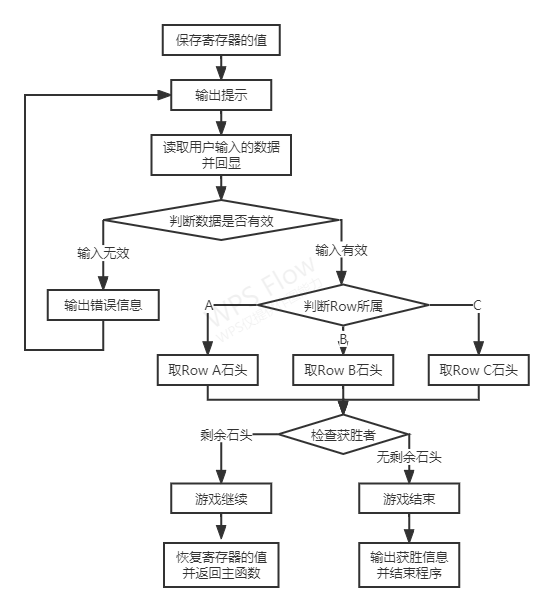 保存寄存器的值
输出提示
读取用户输入的数据
并回显
判断数据是否有效
输入无效
输入有效
输出错误信息
判断Row所属
A
B
C
取Row A石头
取Row B石头
取Row C石头
检查获胜者
剩余石头
无剩余石头
游戏继续
游戏结束
恢复寄存器的值
并返回主函数
输出获胜信息
并结束程序
WPS Flow